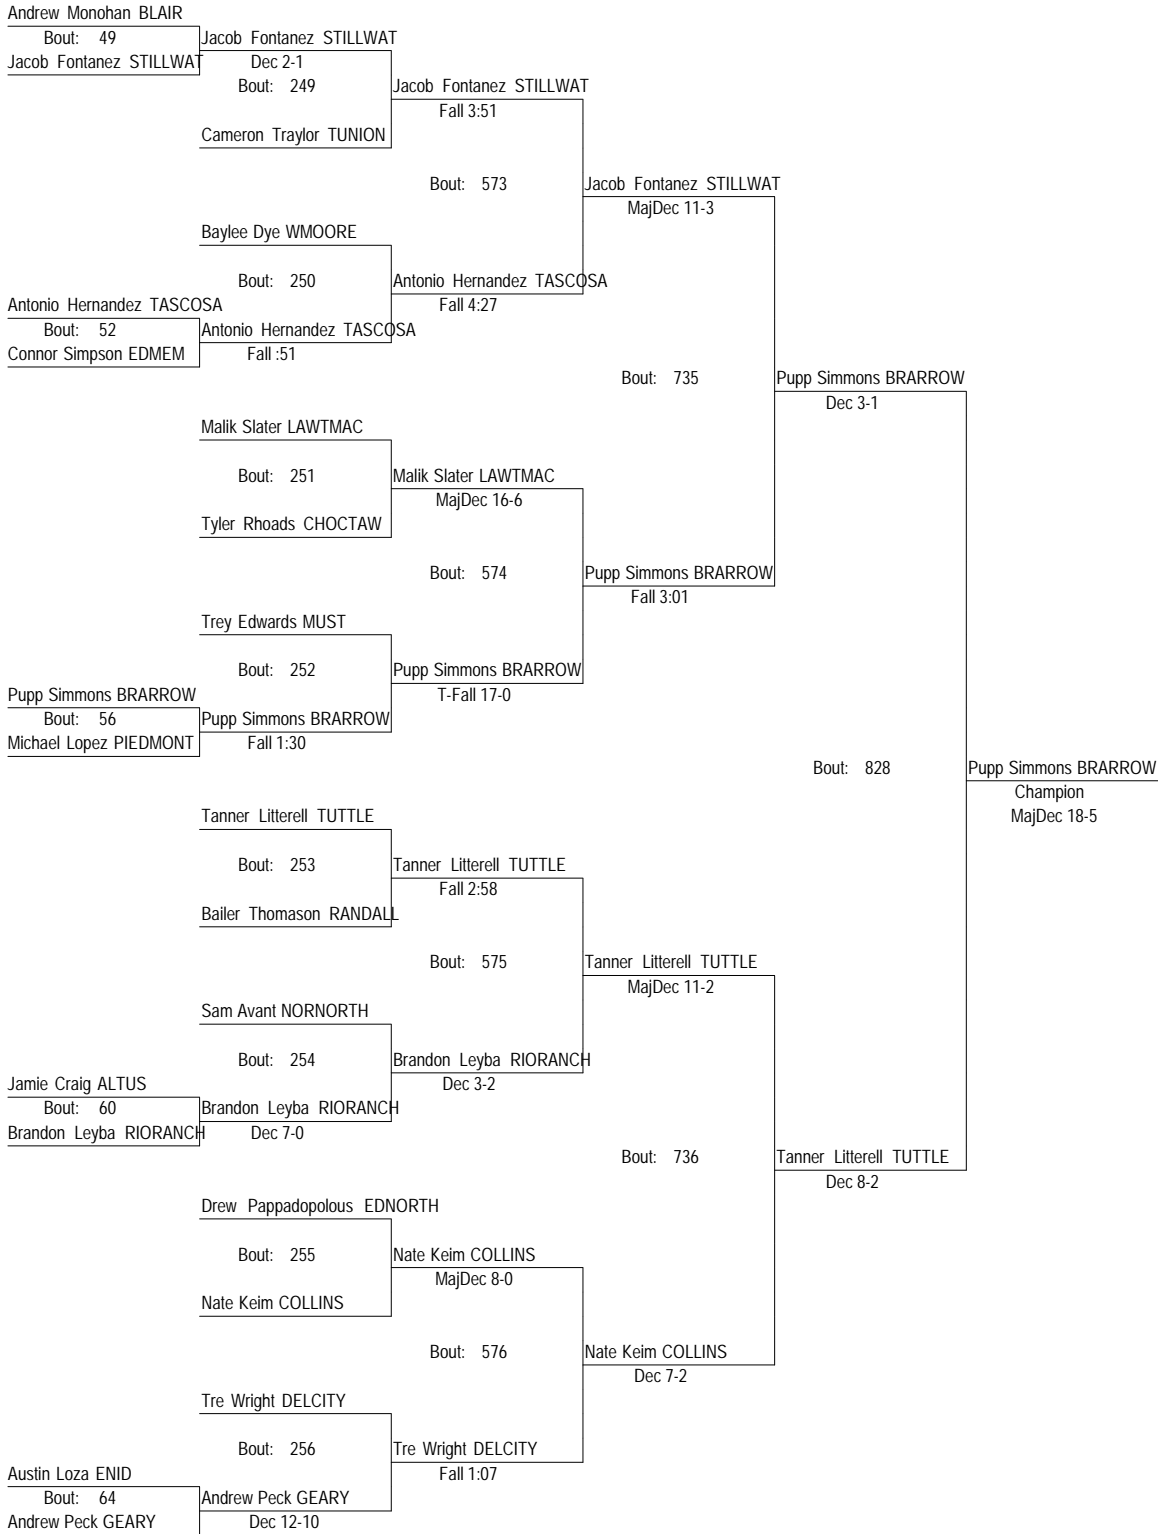 Andrew Monohan BLAIR
Bout: 49
Jacob Fontanez STILLWAT
Jacob Fontanez STILLWAT
Dec 2-1
Bout: 249
Jacob Fontanez STILLWAT
Fall 3:51
Cameron Traylor TUNION
Bout: 573
Jacob Fontanez STILLWAT
MajDec 11-3
Baylee Dye WMOORE
Bout: 250
Antonio Hernandez TASCOSA
Fall 4:27
Antonio Hernandez TASCOSA
Bout: 52
Antonio Hernandez TASCOSA
Connor Simpson EDMEM
Fall :51
Bout: 735
Pupp Simmons BRARROW
Dec 3-1
Malik Slater LAWTMAC
Bout: 251
Malik Slater LAWTMAC
MajDec 16-6
Tyler Rhoads CHOCTAW
Bout: 574
Pupp Simmons BRARROW
Fall 3:01
Trey Edwards MUST
Bout: 252
Pupp Simmons BRARROW
T-Fall 17-0
Pupp Simmons BRARROW
Bout: 56
Pupp Simmons BRARROW
Michael Lopez PIEDMONT
Fall 1:30
Bout: 828
Pupp Simmons BRARROW
Champion
MajDec 18-5
Tanner Litterell TUTTLE
Bout: 253
Tanner Litterell TUTTLE
Fall 2:58
Bailer Thomason RANDALL
Bout: 575
Tanner Litterell TUTTLE
MajDec 11-2
Sam Avant NORNORTH
Bout: 254
Brandon Leyba RIORANCH
Dec 3-2
Jamie Craig ALTUS
Bout: 60
Brandon Leyba RIORANCH
Brandon Leyba RIORANCH
Dec 7-0
Bout: 736
Tanner Litterell TUTTLE
Dec 8-2
Drew Pappadopolous EDNORTH
Bout: 255
Nate Keim COLLINS
MajDec 8-0
Nate Keim COLLINS
Bout: 576
Nate Keim COLLINS
Dec 7-2
Tre Wright DELCITY
Bout: 256
Tre Wright DELCITY
Fall 1:07
Austin Loza ENID
Bout: 64
Andrew Peck GEARY
Andrew Peck GEARY
Dec 12-10